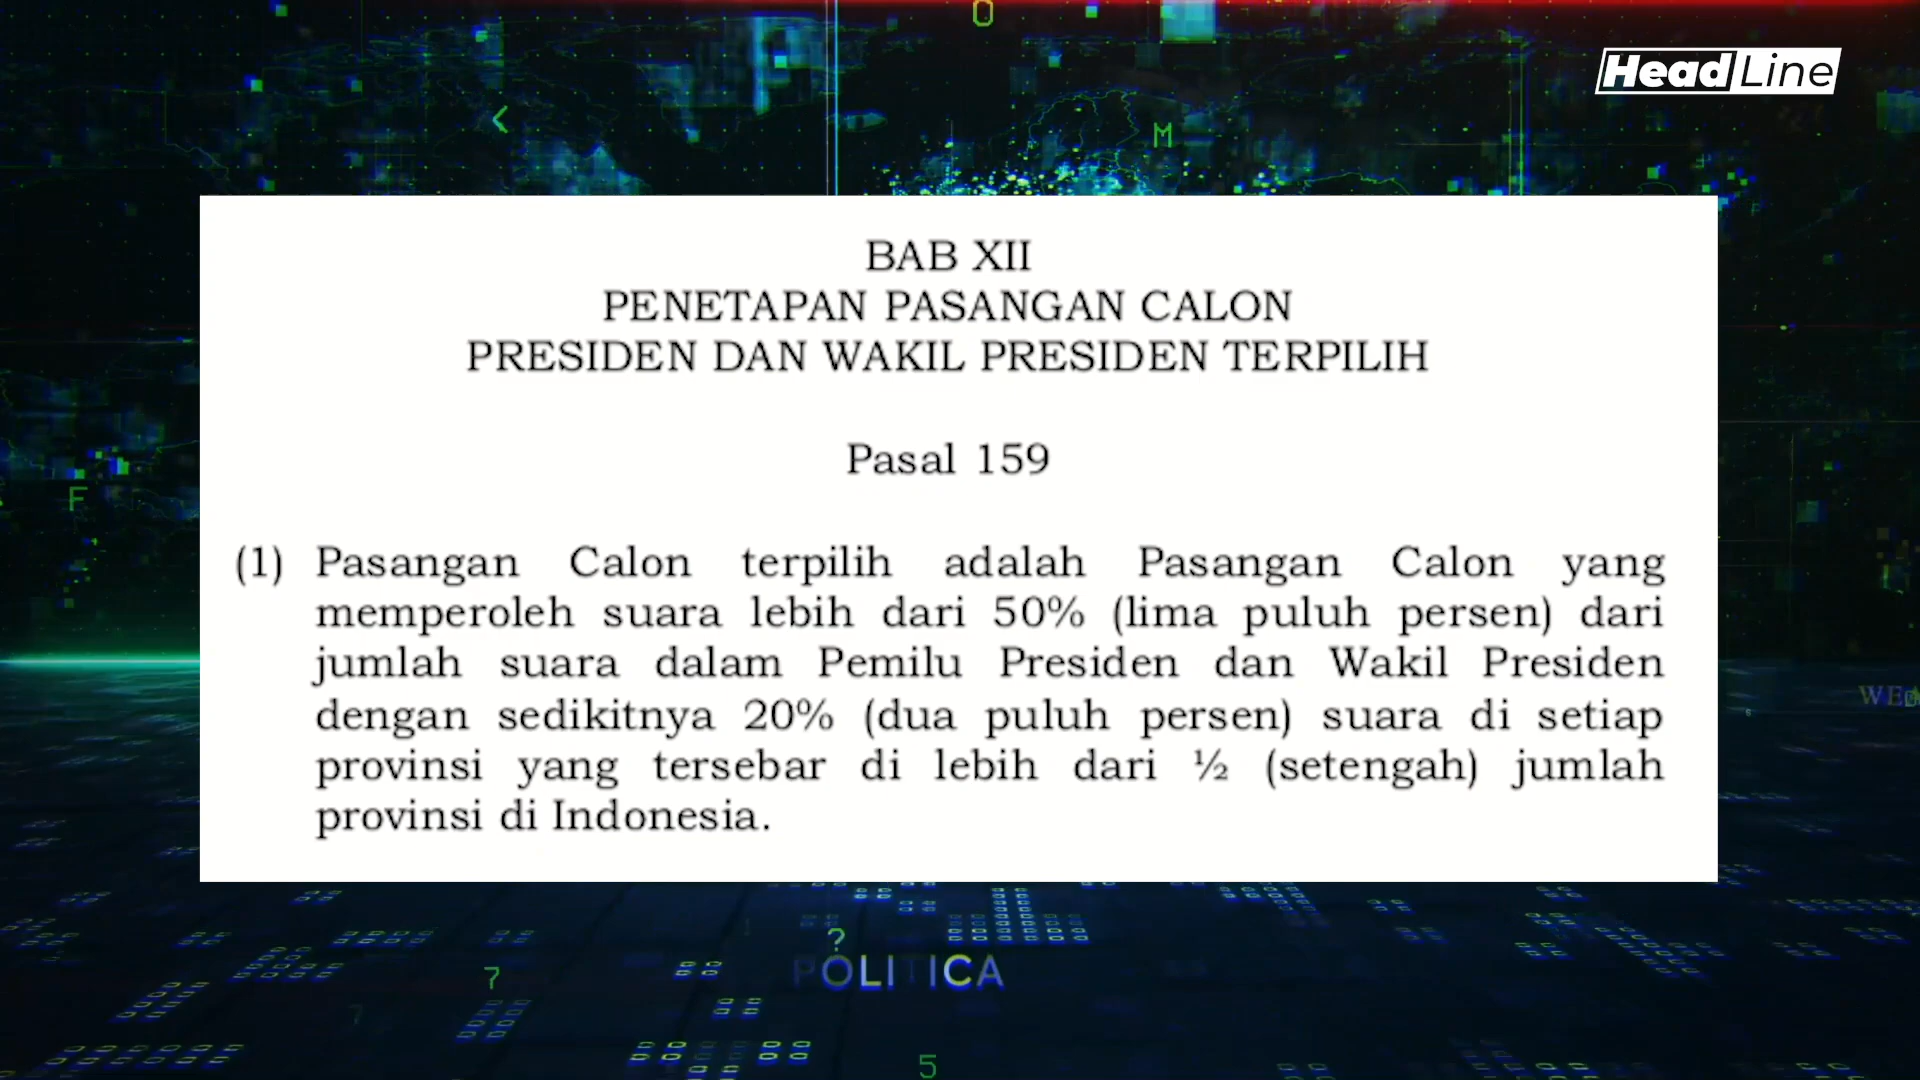 HeadLine
BAB XII
PENETAPAN PASANGAN CALON
PRESIDEN DAN WAKIL PRESIDEN TERPILIH
Pasal 159
(1) Pasangan Calon terpilih adalah Pasangan Calon yang
memperoleh suara lebih dari 50% (lima puluh persen) dari
jumlah suara dalam Pemilu Presiden dan Wakil Presiden
dengan sedikitnya 20% (dua puluh persen) suara di setiap
provinsi yang tersebar di lebih dari ½ (setengah) jumlah
provinsi di Indonesia.